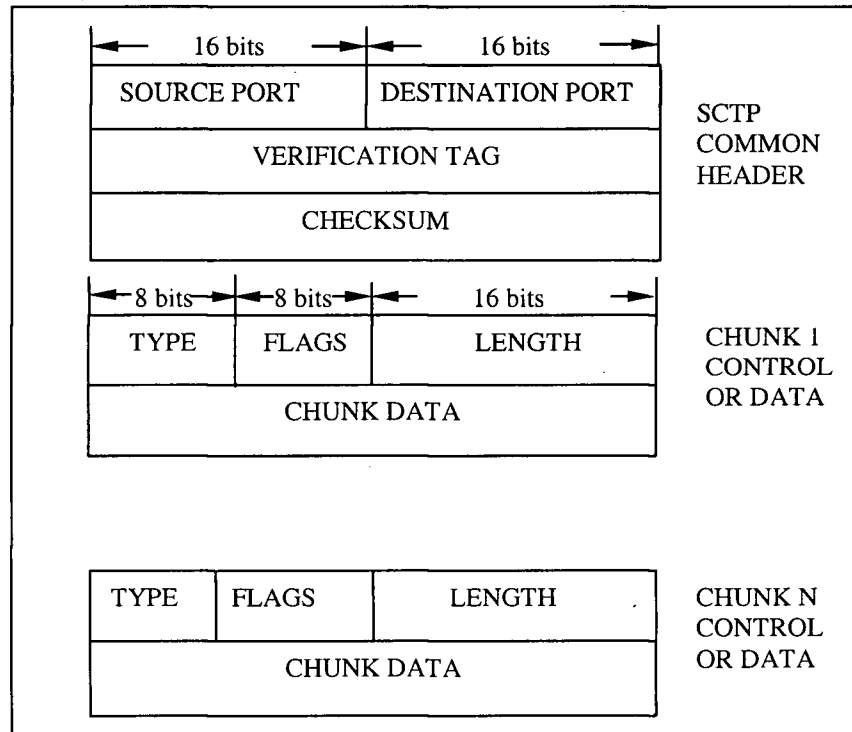 16 bits 16 bits
SOURCE PORT DESTINATION PORT
VERIFICATION TAG
CHECKSUM
SCTP
COMMON
HEADER
8 bits 8 bits 16 bits
TYPE FLAGS LENGTH
CHUNK DATA
CHUNK 1
CONTROL
OR DATA
TYPE FLAGS LENGTH
CHUNK DATA
CHUNK N
CONTROL
OR DATA